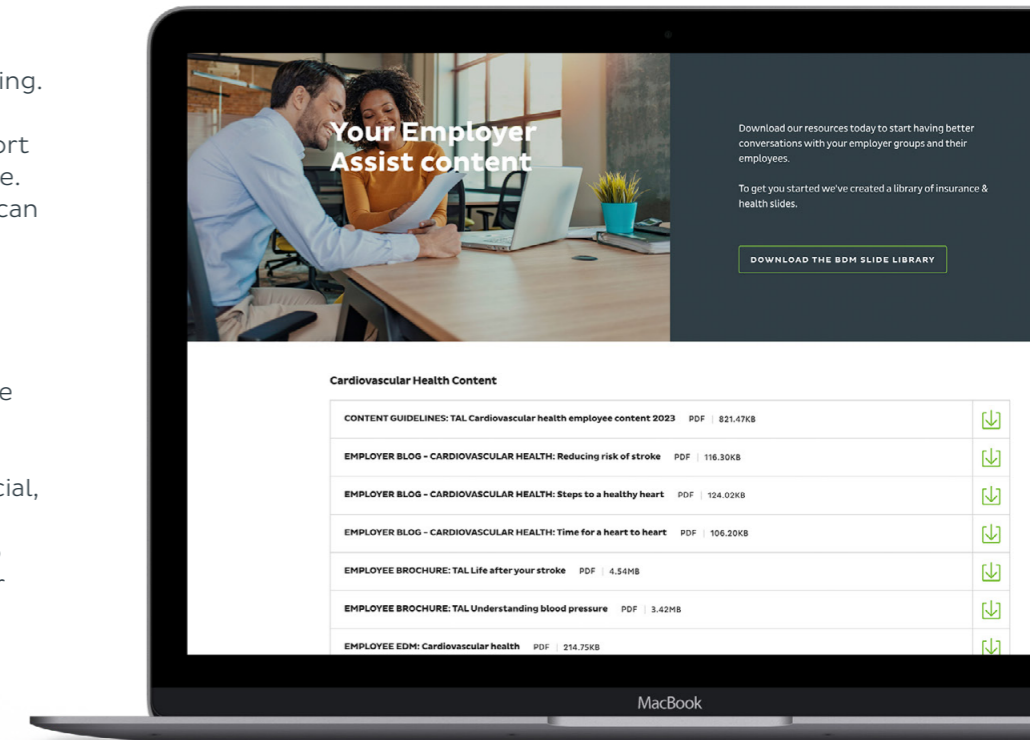 ing.
ort
e.
can
e
cial,
r
Your Employer
Assist content
Download our resources today to start having better
conversations with your employer groups and their
employees.
To get you started we've created a library of insurance &
health slides.
DOWNLOAD THE BDM SLIDE LIBRARY
Cardiovascular Health Content
CONTENT GUIDELINES: TAL Cardiovascular health employee content 2023 PDF | 821.47KB
EMPLOYER BLOG - CARDIOVASCULAR HEALTH: Reducing risk of stroke PDF | 116.30KB
EMPLOYER BLOG - CARDIOVASCULAR HEALTH: Steps to a healthy heart PDF | 124.02KB
EMPLOYER BLOG - CARDIOVASCULAR HEALTH: Time for a heart to heart PDF | 106.20KB
EMPLOYEE BROCHURE: TAL Life after your stroke PDF | 4.54MB
EMPLOYEE BROCHURE: TAL Understanding blood pressure PDF | 3.42MB
EMPLOYEE EDM: Cardiovascular health PDF | 214.75KB
MacBook